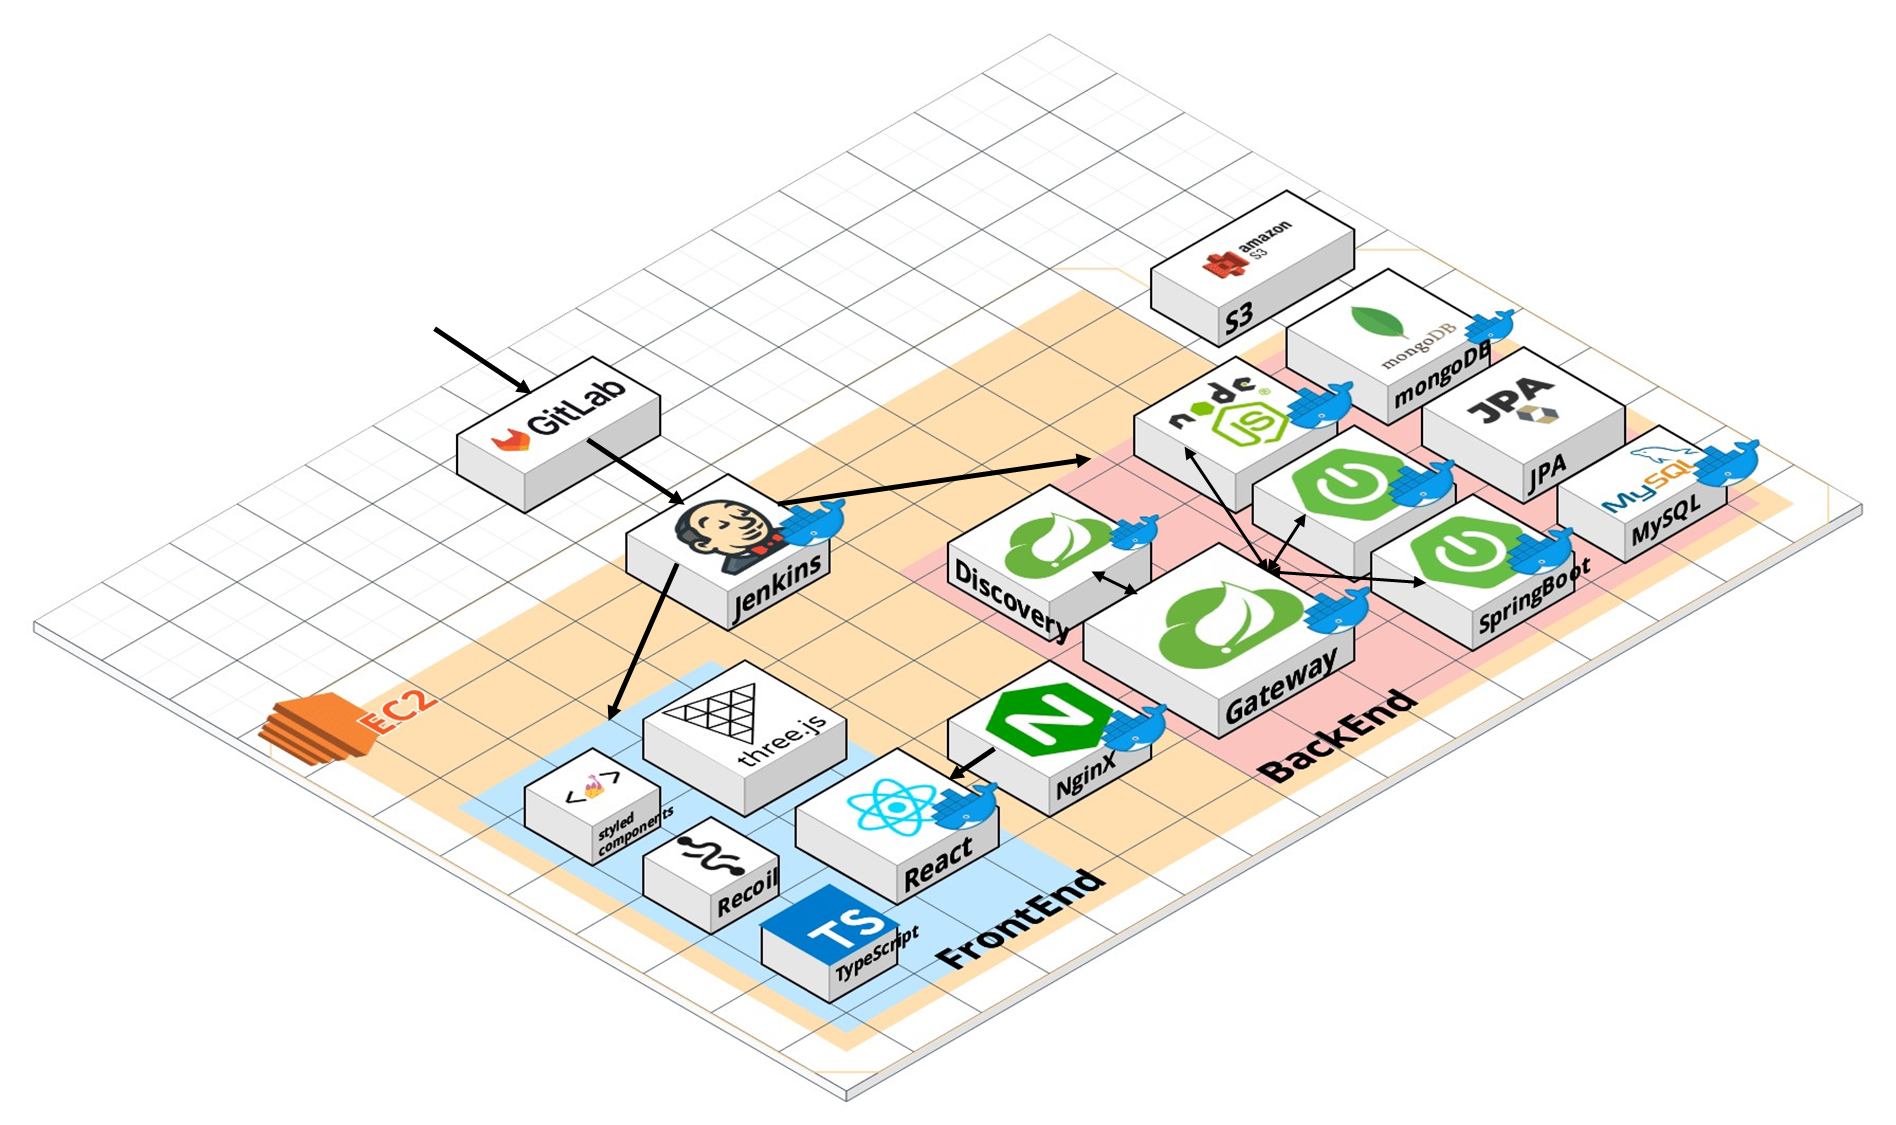 amazon
S3
S3
mongoDB
mongoDB
node
JS
®
JPA
JPA
MySQL
MySQL
GitLab
Jenkins
Discovery
SpringBoot
Gateway
BackEnd
EC2
three.js
NginX
< >
styled
components
React
Recoil
TS
TypeScript
FrontEnd